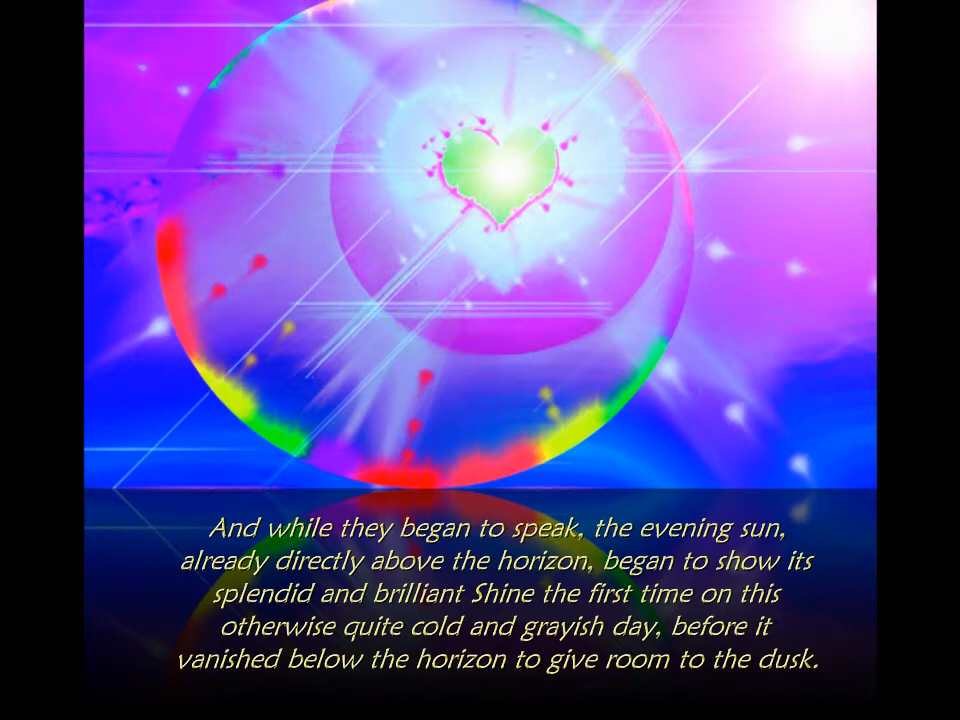 And while they began to speak, the evening sun,
already directly above the horizon, began to show its
splendid and brilliant Shine the first time on this
otherwise quite cold and grayish day, before it
vanished below the horizon to give room to the dusk.